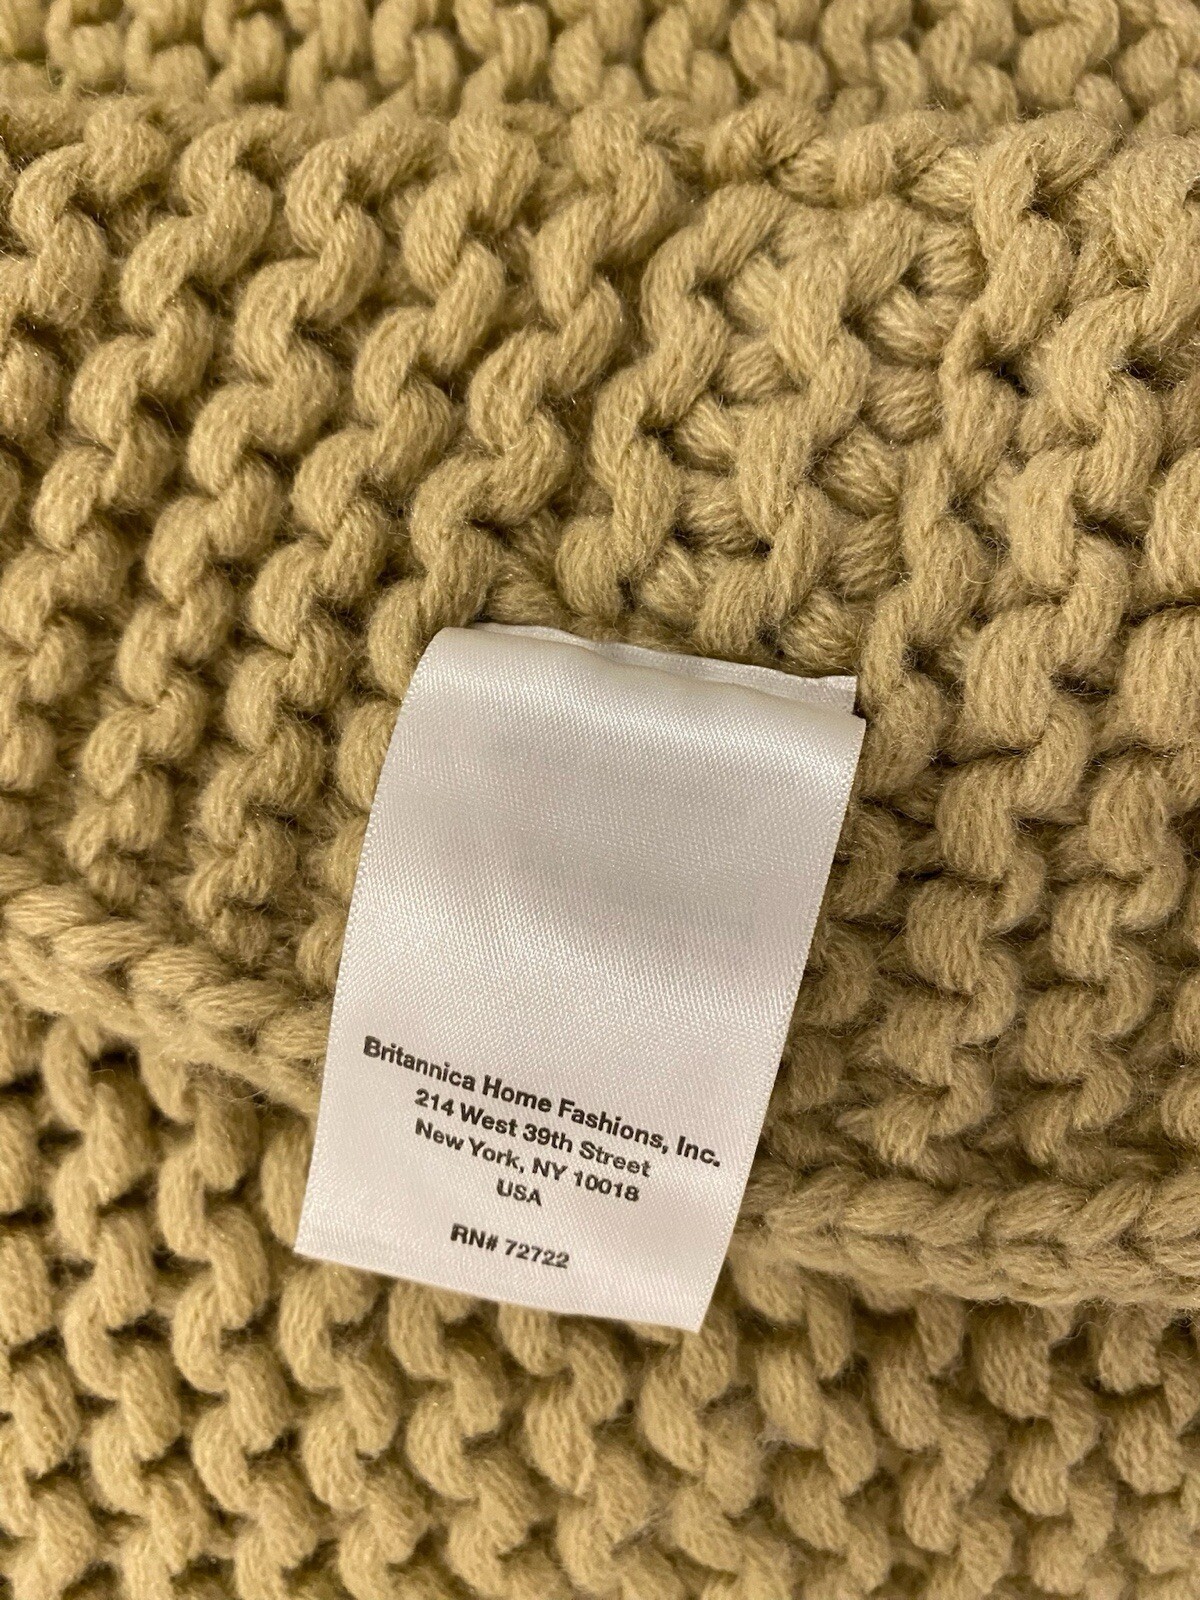 Britannica Home Fashions, Inc.
214 West 39th Street
New York, NY 10018
USA
RN# 72722